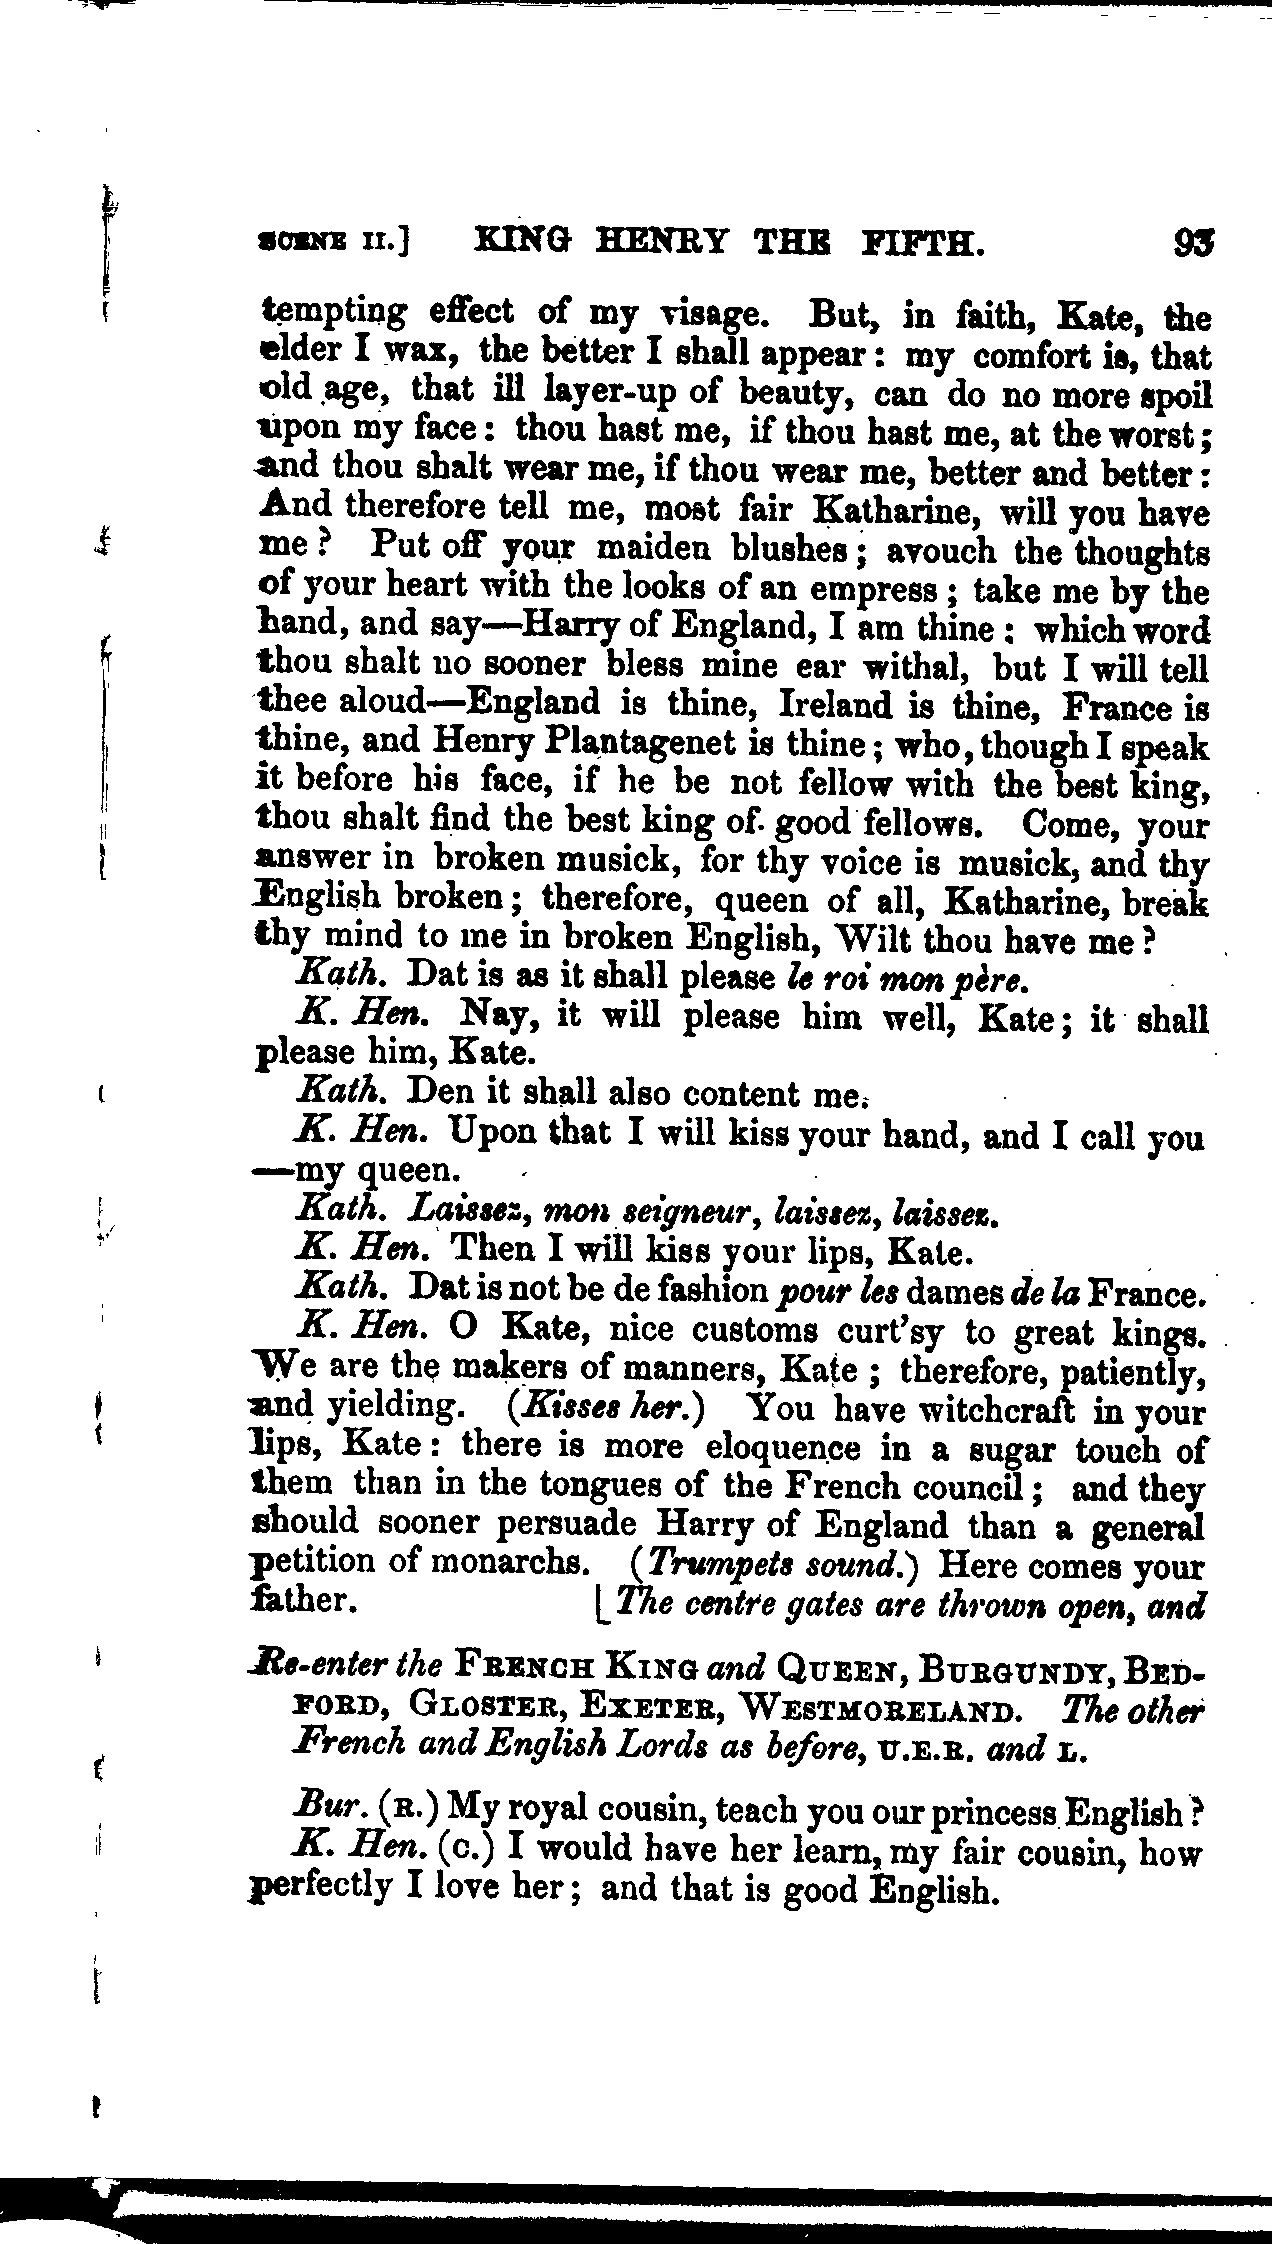 SCENE II.] KING HENRY THE FIFTH. 93
tempting effect of my visage. But, in faith, Kate, the
elder I wax, the better I shall appear: my comfort is, that
old age, that ill layer-up of beauty, can do no more spoil
upon my face: thou hast me, if thou hast me, at the worst;
and thou shalt wear me, if thou wear me, better and better:
And therefore tell me, most fair Katharine, will you have
me? Put off your maiden blushes; avouch the thoughts
of your heart with the looks of an empress; take me by the
hand, and say—Harry of England, I am thine: which word
thou shalt no sooner bless mine ear withal, but I will tell
thee aloud—England is thine, Ireland is thine, France is
thine, and Henry Plantagenet is thine; who, though I speak
it before his face, if he be not fellow with the best king,
thou shalt find the best king of good fellows. Come, your
answer in broken musick, for thy voice is musick, and thy
English broken; therefore, queen of all, Katharine, break
thy mind to me in broken English, Wilt thou have me?
Kath. Dat is as it shall please le roi mon père.
K. Hen. Nay, it will please him well, Kate; it shall
please him, Kate.
Kath. Den it shall also content me.
K. Hen. Upon that I will kiss your hand, and I call you
—my queen.
Kath. Laissez, mon seigneur, laissez, laissez.
K. Hen. Then I will kiss your lips, Kate.
Kath. Dat is not be de fashion pour les dames de la France.
K. Hen. O Kate, nice customs curt'sy to great kings.
We are the makers of manners, Kate; therefore, patiently,
and yielding. (Kisses her.) You have witchcraft in your
lips, Kate: there is more eloquence in a sugar touch of
them than in the tongues of the French council; and they
should sooner persuade Harry of England than a general
petition of monarchs. (Trumpets sound.) Here comes your
father. [The centre gates are thrown open, and
Re-enter the FRENCH KING and QUEEN, BURGUNDY, BED-
FORD, GLOSTER, EXETER, WESTMORELAND. The other
French and English Lords as before, U.E.R. and L.
Bur. (R.) My royal cousin, teach you our princess English?
K. Hen. (C.) I would have her learn, my fair cousin, how
perfectly I love her; and that is good English.